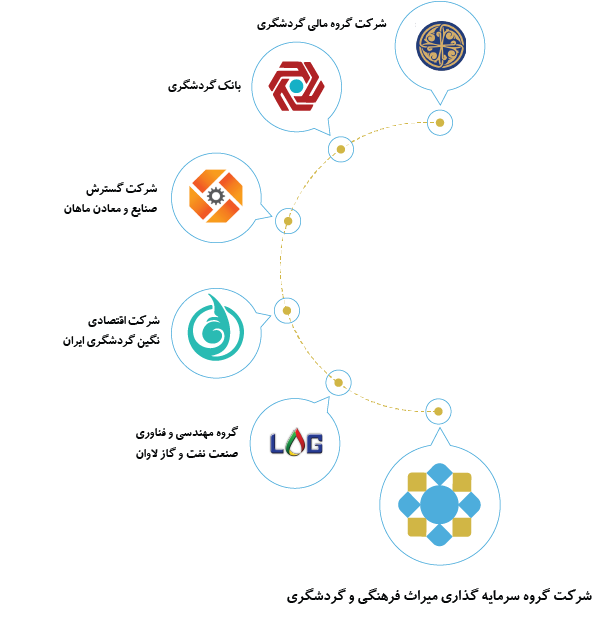 شرکت گروه مالی گردشگری
بانک گردشگری
شرکت گسترش
صنایع و معادن ماهان
شرکت اقتصادی
نگین گردشگری ایران
گروه مهندسی و فناوری
صنعت نفت و گاز لاوان
LAG
شرکت گروه سرمایه گذاری میراث فرهنگی و گردشگری